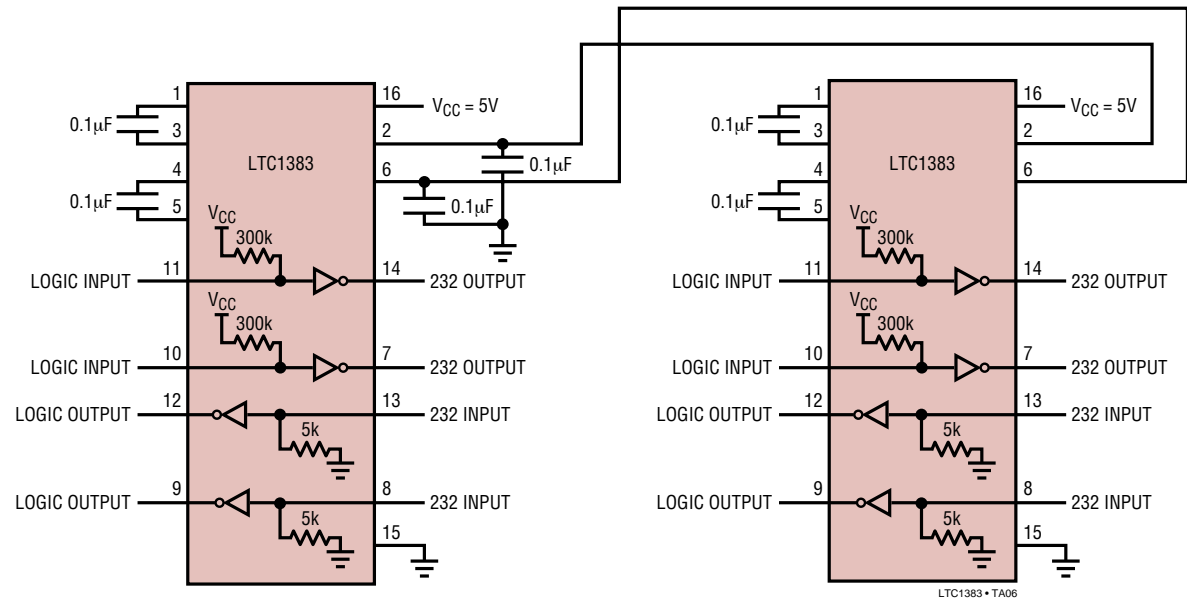 1
16
VCC = 5V
0.1µF
3
2
LTC1383
4
6
0.1µF
0.1µF
5
0.1µF
VCC
300k
LOGIC INPUT
11
14
232 OUTPUT
VCC
300k
LOGIC INPUT
10
7
232 OUTPUT
LOGIC OUTPUT
12
13
232 INPUT
5k
LOGIC OUTPUT
9
8
232 INPUT
5k
15
1
16
VCC = 5V
0.1µF
3
2
LTC1383
4
6
0.1µF
5
VCC
300k
LOGIC INPUT
11
14
232 OUTPUT
VCC
300k
LOGIC INPUT
10
7
232 OUTPUT
LOGIC OUTPUT
12
13
232 INPUT
5k
LOGIC OUTPUT
9
8
232 INPUT
5k
15
LTC1383 • TA06